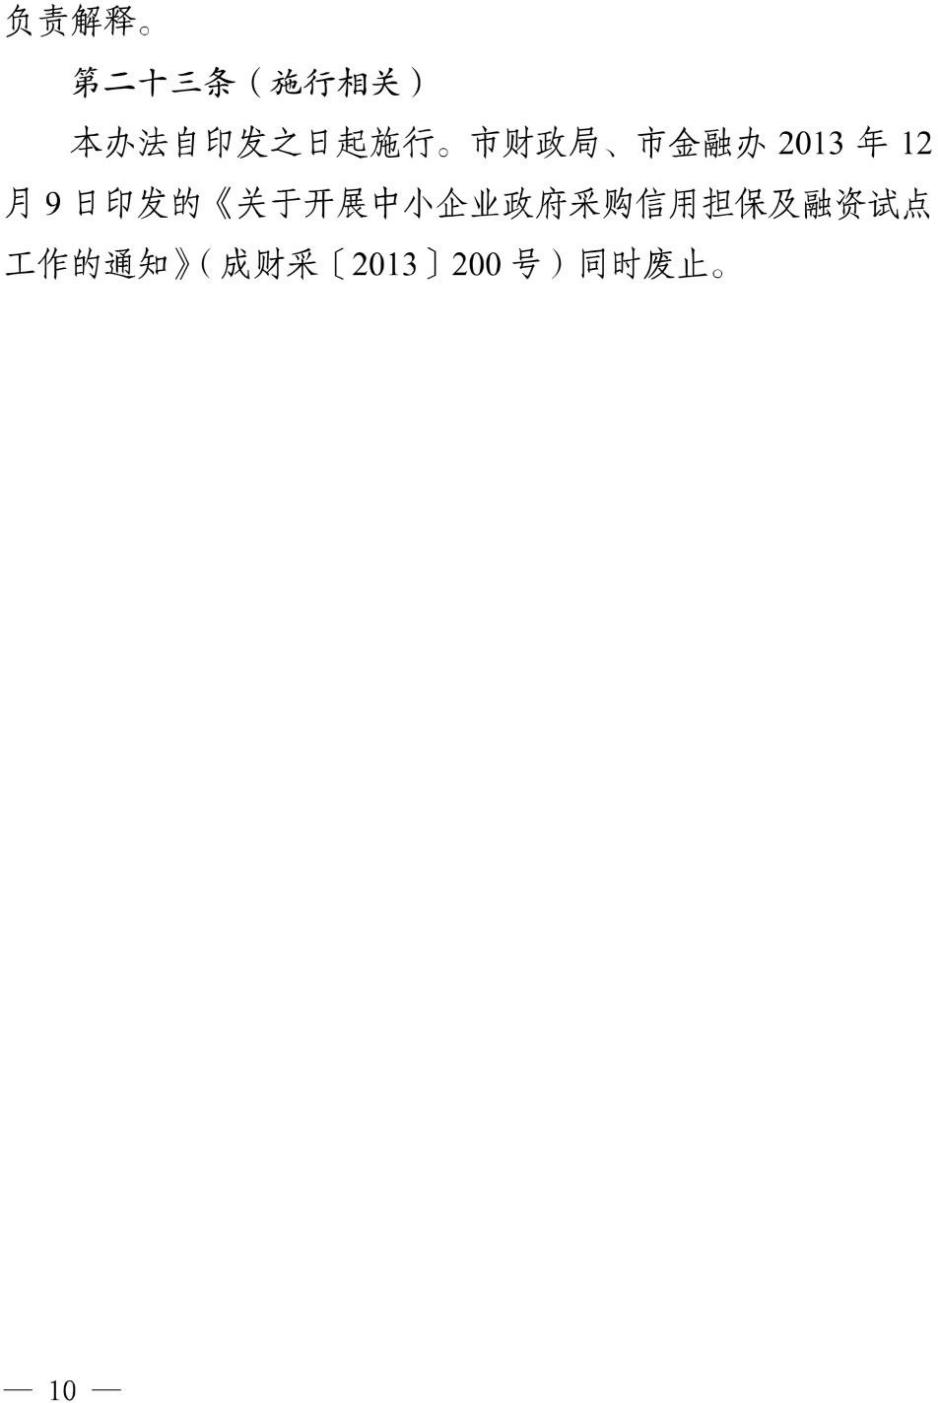 负责解释。
第二十三条（施行相关）
本办法自印发之日起施行。市财政局、市金融办 2013 年 12
月 9 日印发的《关于开展中小企业政府采购信用担保及融资试点
工作的通知》（成财采〔2013〕200 号）同时废止。
— 10 —